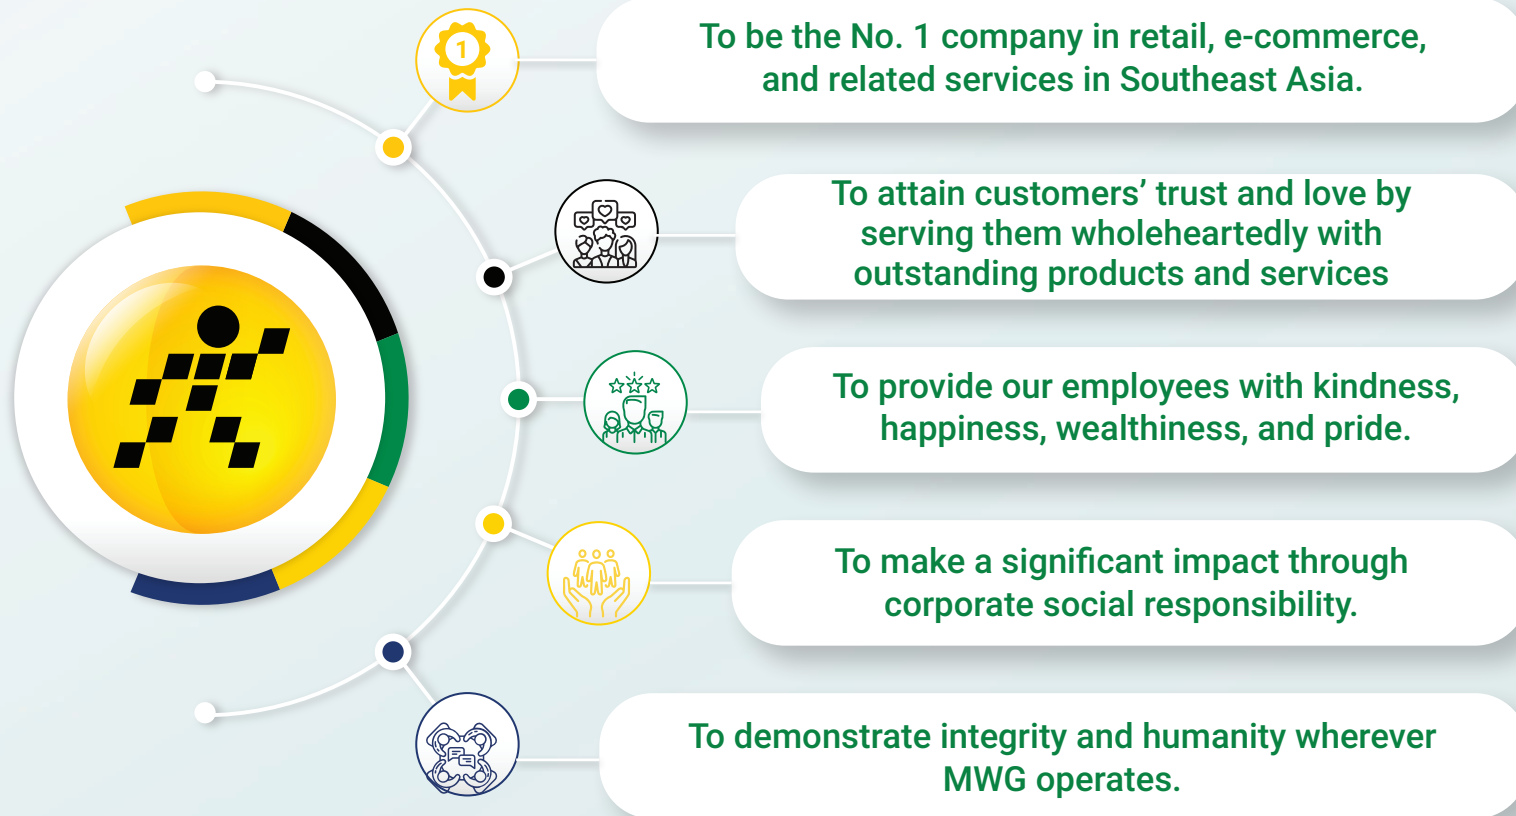 1
To be the No. 1 company in retail, e-commerce,
and related services in Southeast Asia.
To attain customers’ trust and love by
serving them wholeheartedly with
outstanding products and services
To provide our employees with kindness,
happiness, wealthiness, and pride.
To make a significant impact through
corporate social responsibility.
To demonstrate integrity and humanity wherever
MWG operates.